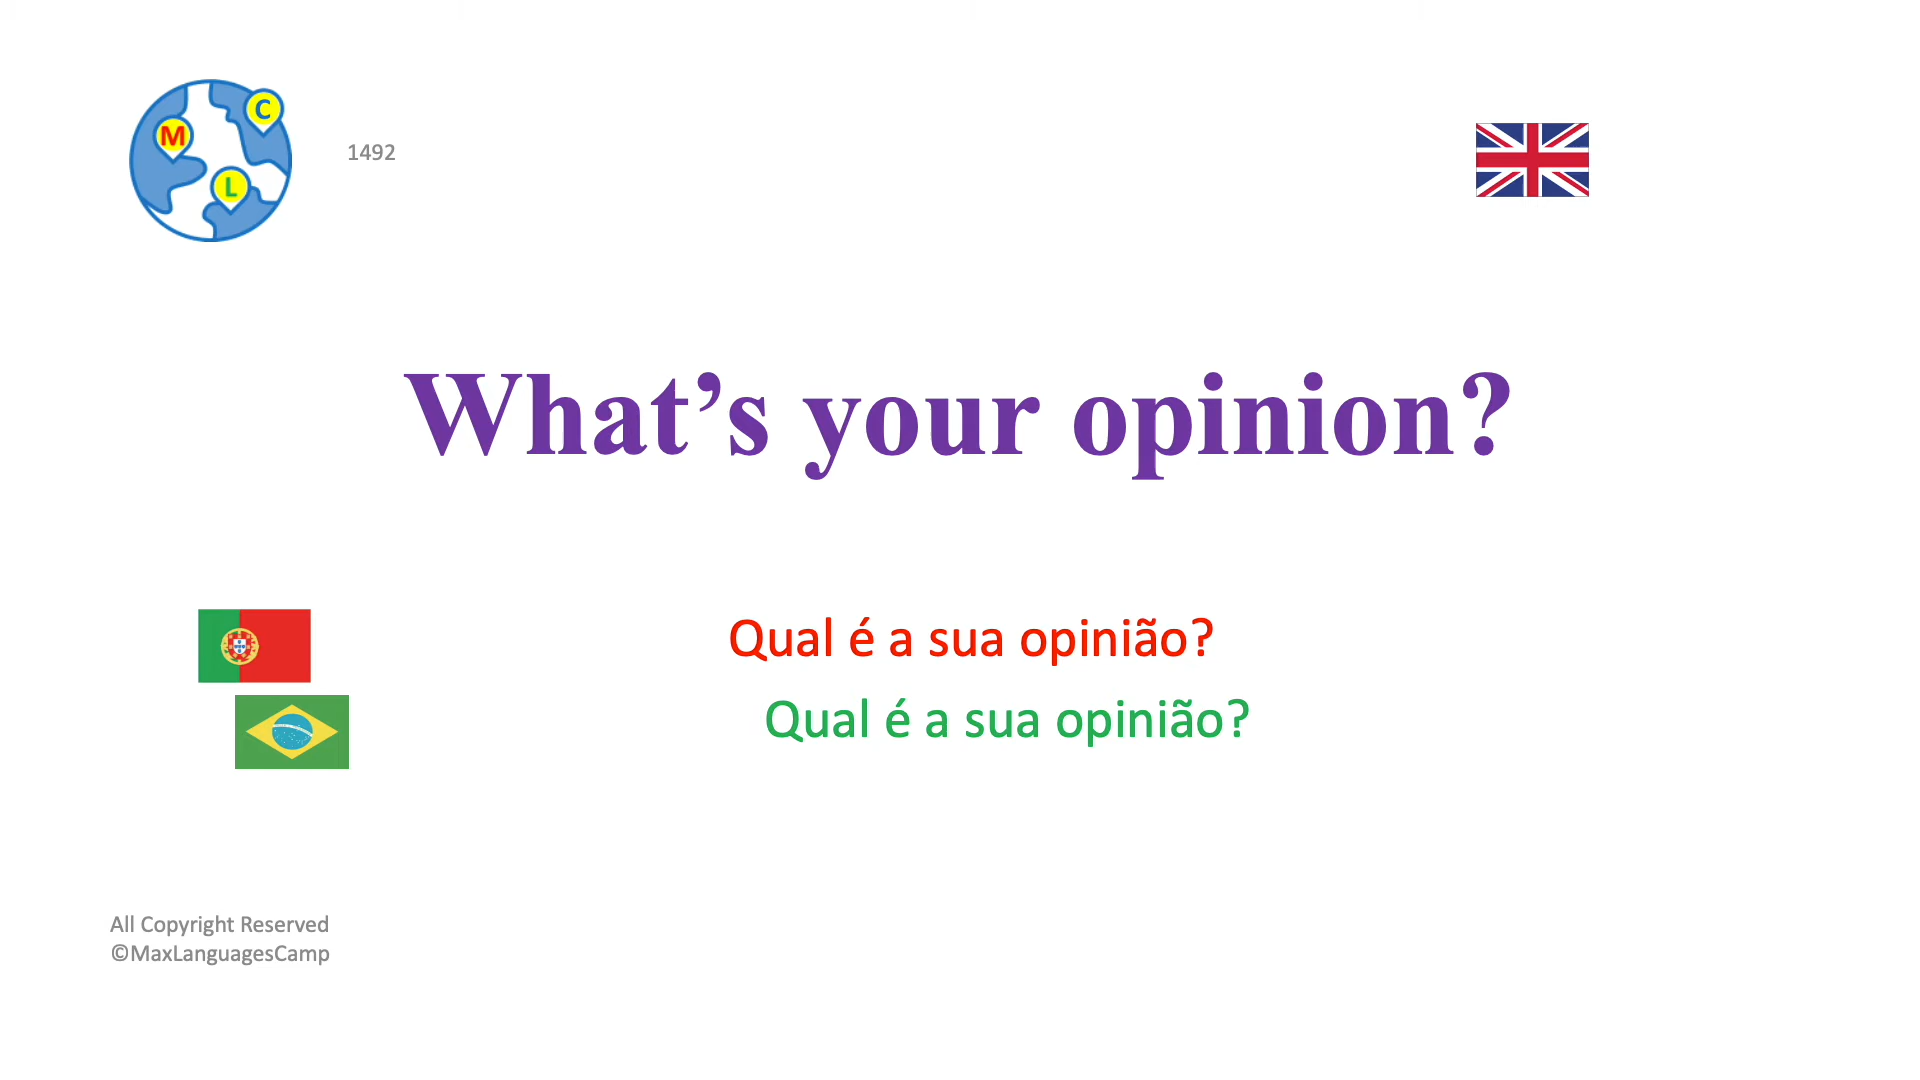 M
C
L
1492
What’s your opinion?
Qual é a sua opinião?
Qual é a sua opinião?
All Copyright Reserved
©MaxLanguagesCamp